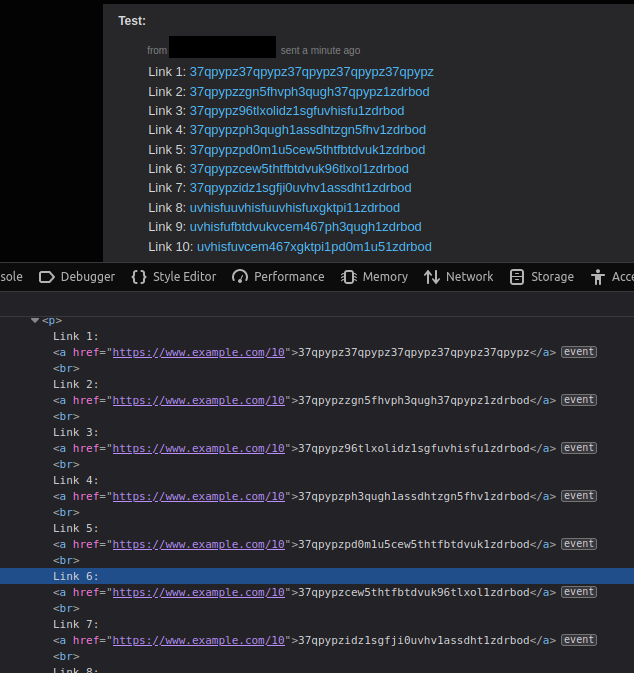 Test:
from sent a minute ago
Link 1: 37qpypz37qpypz37qpypz37qpypz37qpypz
Link 2: 37qpypzzgn5fhvph3qugh37qpypz1zdrbod
Link 3: 37qpypz96tlxolidz1sgfuvhisfu1zdrbod
Link 4: 37qpypzph3qugh1assdhtzgn5fhv1zdrbod
Link 5: 37qpypzpd0m1u5cew5thtfbtdvuk1zdrbod
Link 6: 37qpypzcew5thtfbtdvuk96tlxol1zdrbod
Link 7: 37qpypzidz1sgfji0uvhv1assdht1zdrbod
Link 8: uvhisfuuvhisfuuvhisfuxgktpi11zdrbod
Link 9: uvhisfufbtdvukvcem467ph3qugh1zdrbod
Link 10: uvhisfuvcem467xgktpi1pd0m1u51zdrbod
sole Debugger Style Editor Performance Memory Network Storage Acce
<p>
Link 1:
<a href="https://www.example.com/10">37qpypz37qpypz37qpypz37qpypz37qpypz</a> event
<br>
Link 2:
<a href="https://www.example.com/10">37qpypzzgn5fhvph3qugh37qpypz1zdrbod</a> event
<br>
Link 3:
<a href="https://www.example.com/10">37qpypz96tlxolidz1sgfuvhisfu1zdrbod</a> event
<br>
Link 4:
<a href="https://www.example.com/10">37qpypzph3qugh1assdhtzgn5fhv1zdrbod</a> event
<br>
Link 5:
<a href="https://www.example.com/10">37qpypzpd0m1u5cew5thtfbtdvuk1zdrbod</a> event
<br>
Link 6:
<a href="https://www.example.com/10">37qpypzcew5thtfbtdvuk96tlxol1zdrbod</a> event
<br>
Link 7:
<a href="https://www.example.com/10">37qpypzidz1sgfji0uvhv1assdht1zdrbod</a> event
<br>
Link 8: